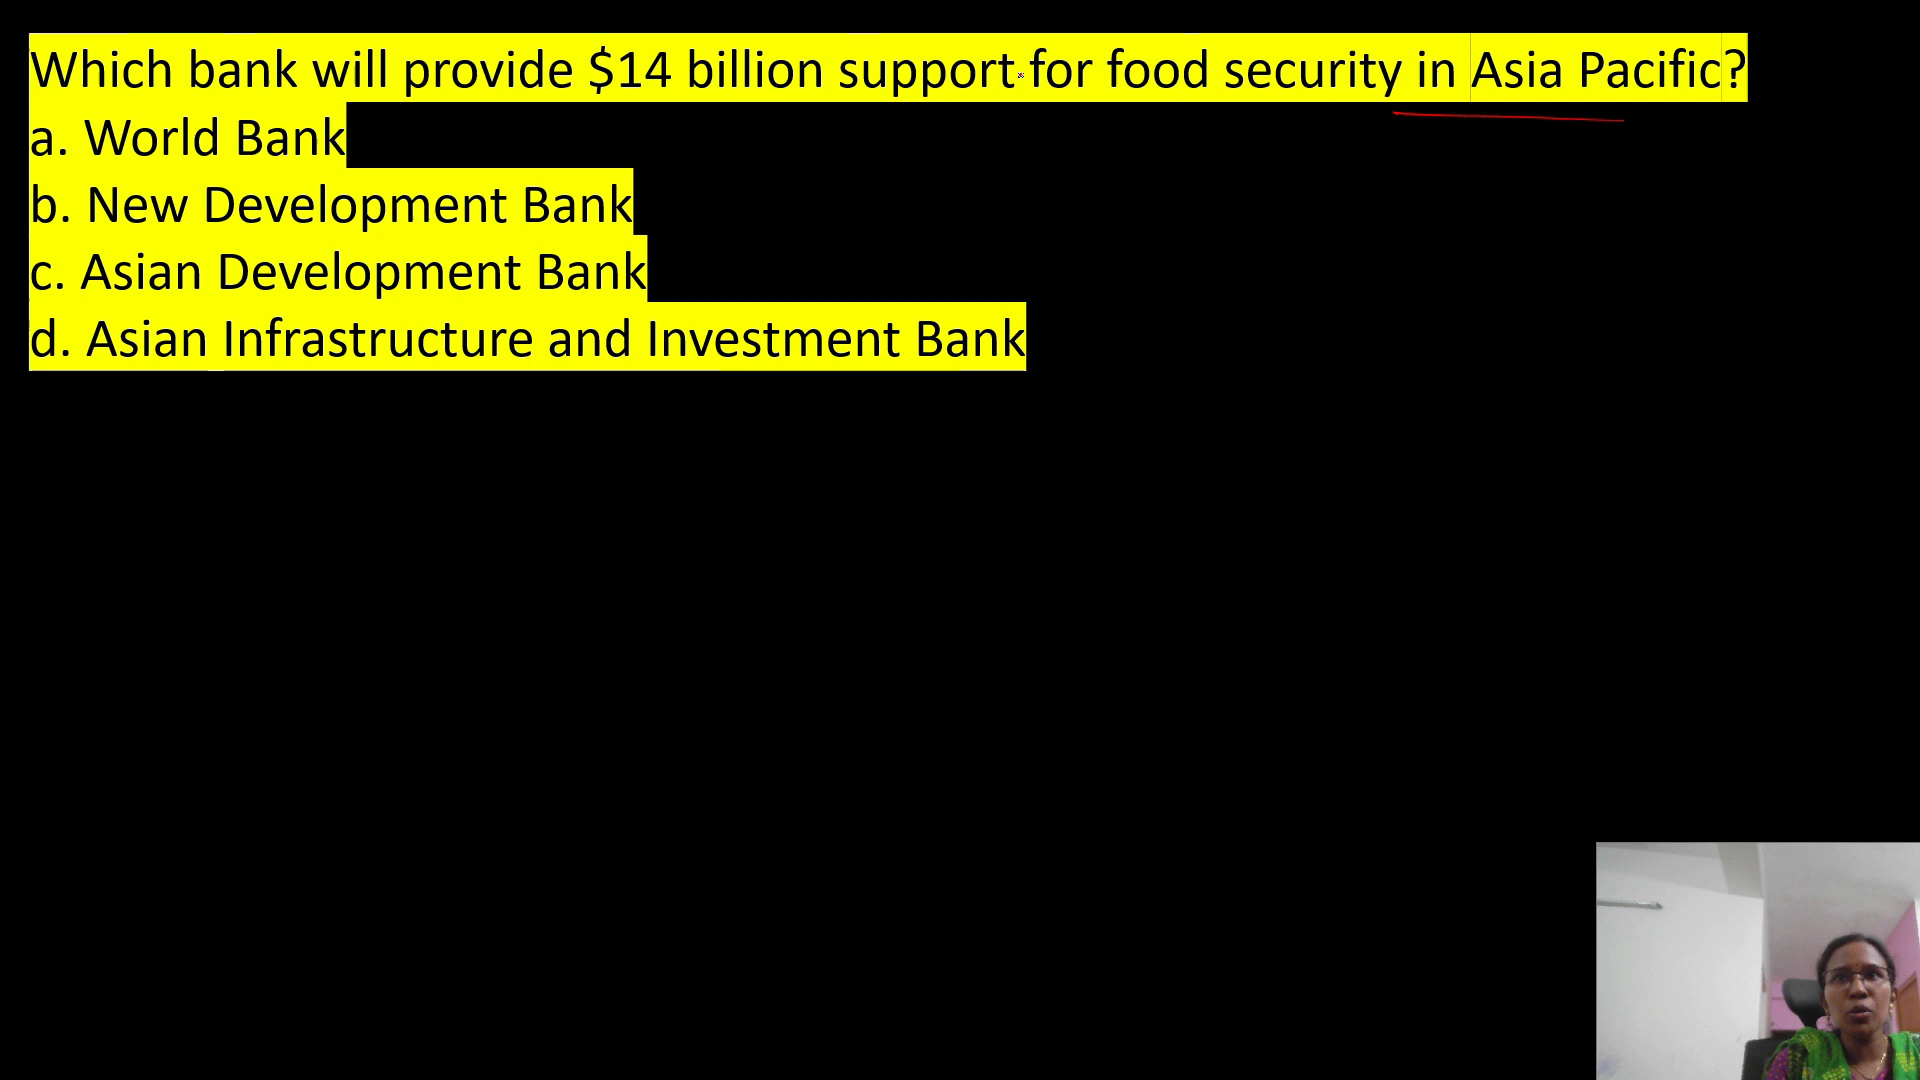 Which bank will provide $14 billion support for food security in Asia Pacific?
a. World Bank
b. New Development Bank
c. Asian Development Bank
d. Asian Infrastructure and Investment Bank